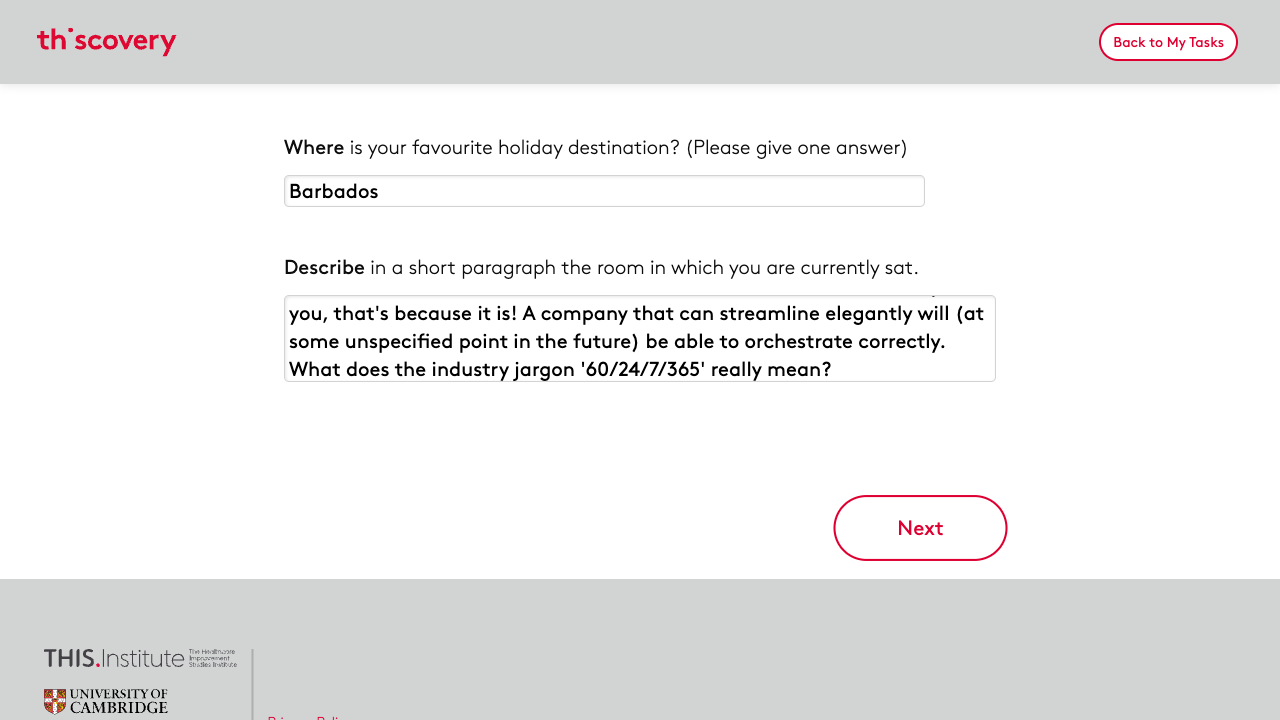 thiscovery
Back to My Tasks
Where is your favourite holiday destination? (Please give one answer)
Barbados
Describe in a short paragraph the room in which you are currently sat.
you, that's because it is! A company that can streamline elegantly will (at
some unspecified point in the future) be able to orchestrate correctly.
What does the industry jargon '60/24/7/365' really mean?
Next
THIS.Institute
The Healthcare
Improvement
Studies Institute
UNIVERSITY OF
CAMBRIDGE